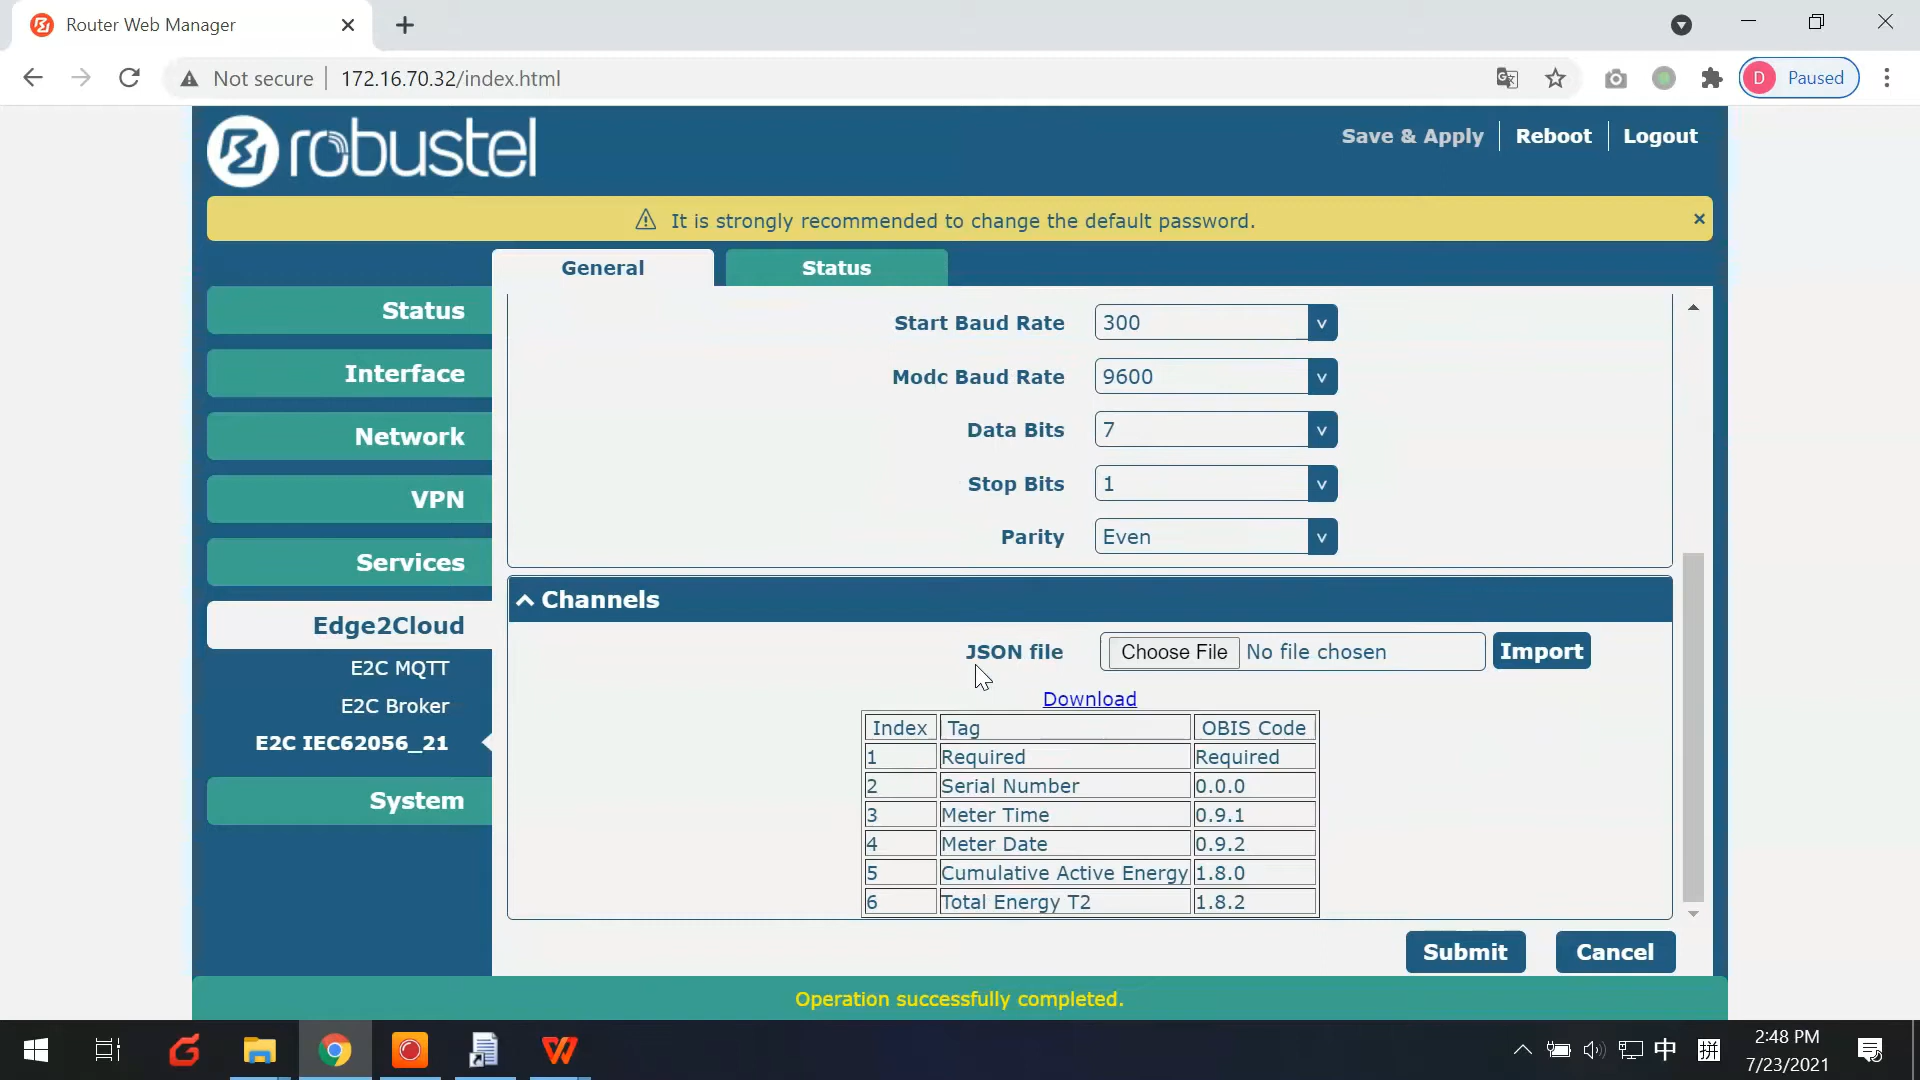 Router Web Manager
Not secure
172.16.70.32/index.html
D
Paused
robustel
Save & Apply
Reboot
Logout
It is strongly recommended to change the default password.
×
General
Status
Status
Interface
Network
VPN
Services
Edge2Cloud
E2C MQTT
E2C Broker
E2C IEC62056_21
System
Start Baud Rate
300
Modc Baud Rate
9600
Data Bits
7
Stop Bits
1
Parity
Even
Channels
JSON file
Choose File
No file chosen
Import
Download
Index Tag OBIS Code
1 Required Required
2 Serial Number 0.0.0
3 Meter Time 0.9.1
4 Meter Date 0.9.2
5 Cumulative Active Energy 1.8.0
6 Total Energy T2 1.8.2
Submit
Cancel
Operation successfully completed.
中
拼
2:48 PM
7/23/2021